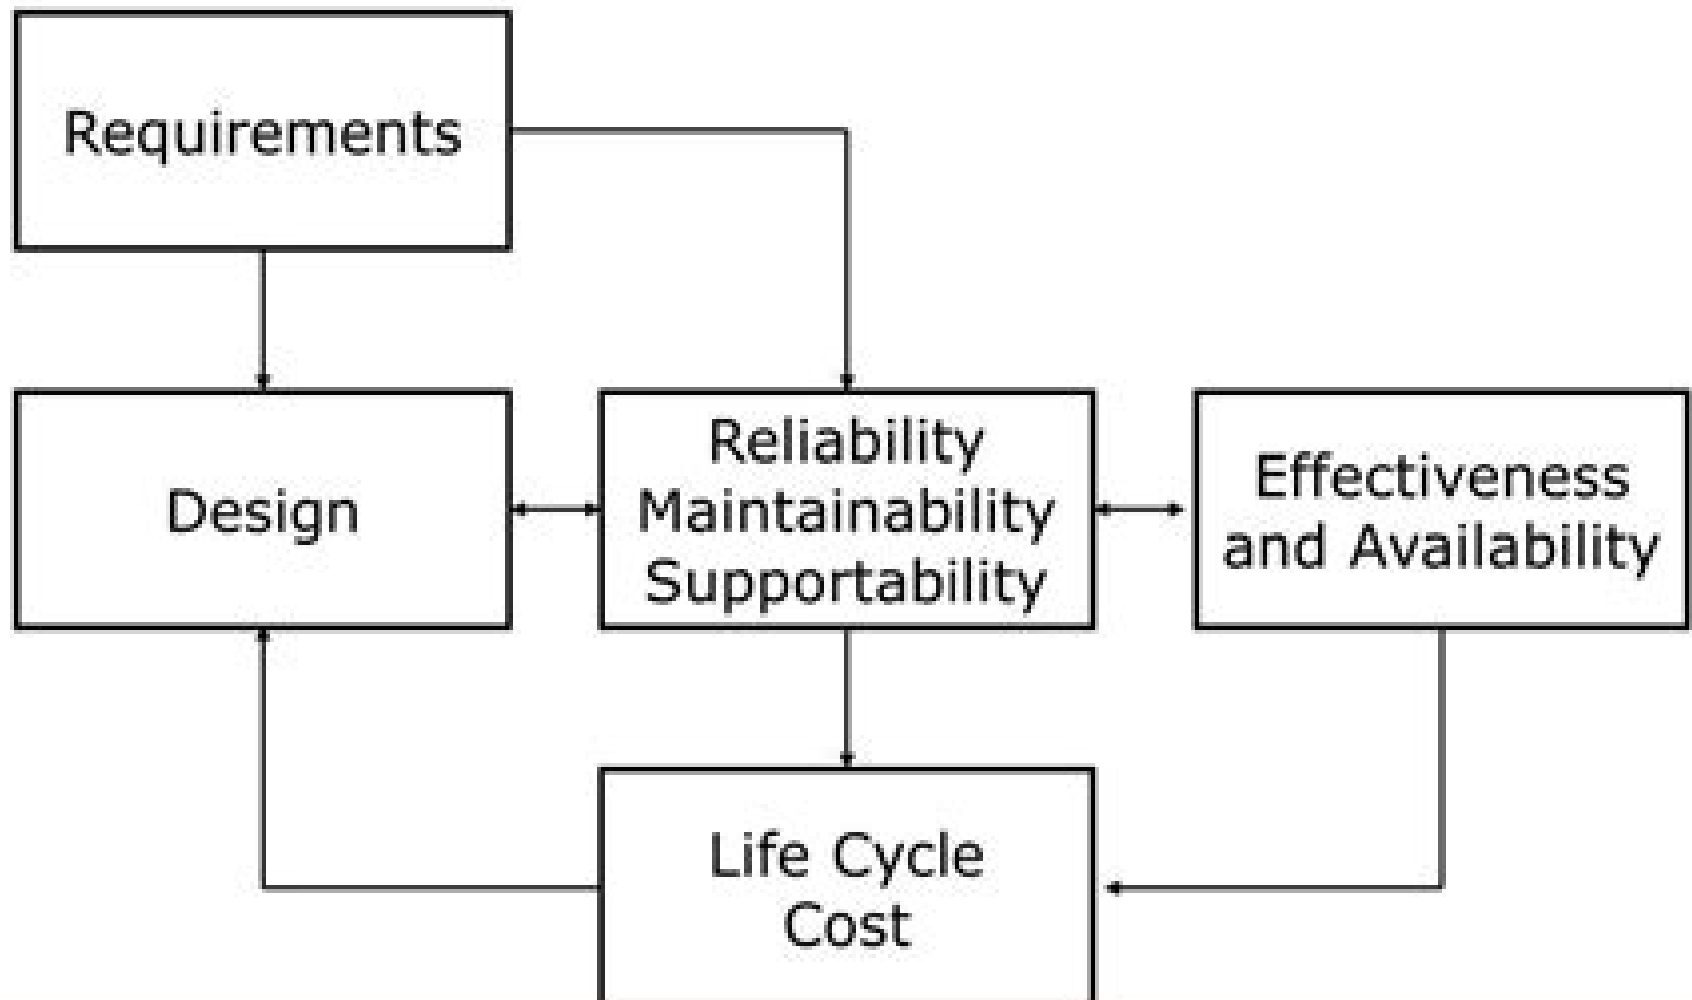 Requirements
Design
Reliability
Maintainability
Supportability
Effectiveness
and Availability
Life Cycle
Cost